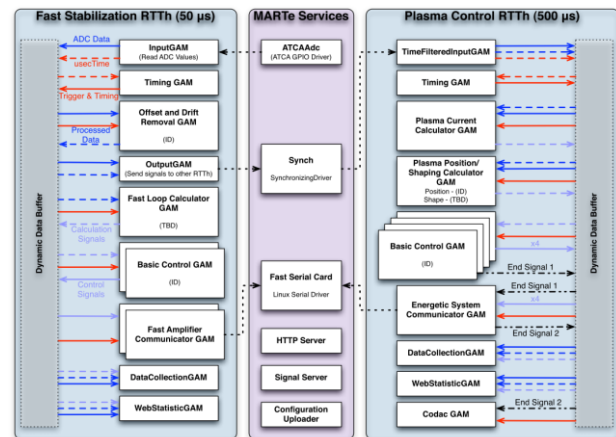 Fast Stabilization RTTh (50 µs)
MARTe Services
Plasma Control RTTh (500 µs)
Dynamic Data Buffer
ADC Data
usecTime
Trigger & Timing
Processed
Data
Calculation
Signals
Control
Signals
InputGAM
(Read ADC Values)
Timing GAM
Offset and Drift
Removal GAM
(ID)
OutputGAM
(Send signals to other RTTh)
Fast Loop Calculator
GAM
(TBD)
Basic Control GAM
(ID)
Fast Amplifier
Communicator GAM
DataCollectionGAM
WebStatisticGAM
ATCAAdc
(ATCA GPIO Driver)
Synch
SynchronizingDriver
Fast Serial Card
Linux Serial Driver
HTTP Server
Signal Server
Configuration
Uploader
TimeFilteredInputGAM
Timing GAM
Plasma Current
Calculator GAM
Plasma Position/
Shaping Calculator
GAM
Position - (ID)
Shape - (TBD)
Basic Control GAM
(ID)
Energetic System
Communicator GAM
DataCollectionGAM
WebStatisticGAM
Codac GAM
x4
End Signal 1
End Signal 1
x4
End Signal 2
End Signal 2
Dynamic Data Buffer